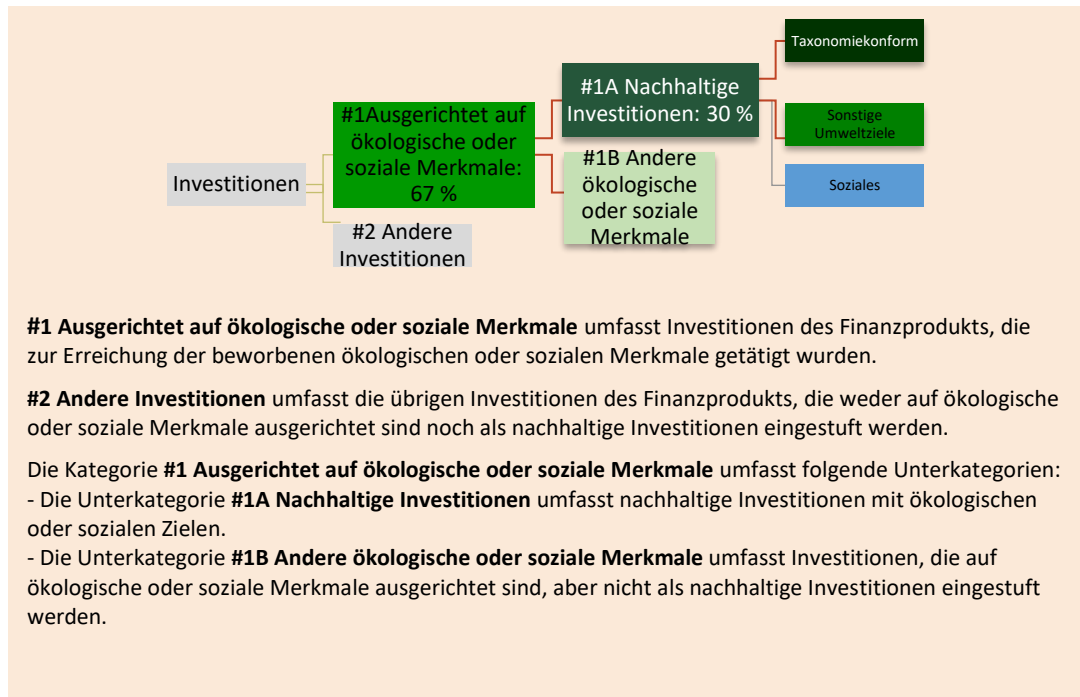 Taxonomiekonform
#1A Nachhaltige
Investitionen: 30 %
#1Ausgerichtet auf
ökologische oder
soziale Merkmale:
67 %
Sonstige
Umweltziele
Investitionen
#1B Andere
ökologische
oder soziale
Merkmale
Soziales
#2 Andere
Investitionen
#1 Ausgerichtet auf ökologische oder soziale Merkmale umfasst Investitionen des Finanzprodukts, die
zur Erreichung der beworbenen ökologischen oder sozialen Merkmale getätigt wurden.
#2 Andere Investitionen umfasst die übrigen Investitionen des Finanzprodukts, die weder auf ökologische
oder soziale Merkmale ausgerichtet sind noch als nachhaltige Investitionen eingestuft werden.
Die Kategorie #1 Ausgerichtet auf ökologische oder soziale Merkmale umfasst folgende Unterkategorien:
- Die Unterkategorie #1A Nachhaltige Investitionen umfasst nachhaltige Investitionen mit ökologischen
oder sozialen Zielen.
- Die Unterkategorie #1B Andere ökologische oder soziale Merkmale umfasst Investitionen, die auf
ökologische oder soziale Merkmale ausgerichtet sind, aber nicht als nachhaltige Investitionen eingestuft
werden.